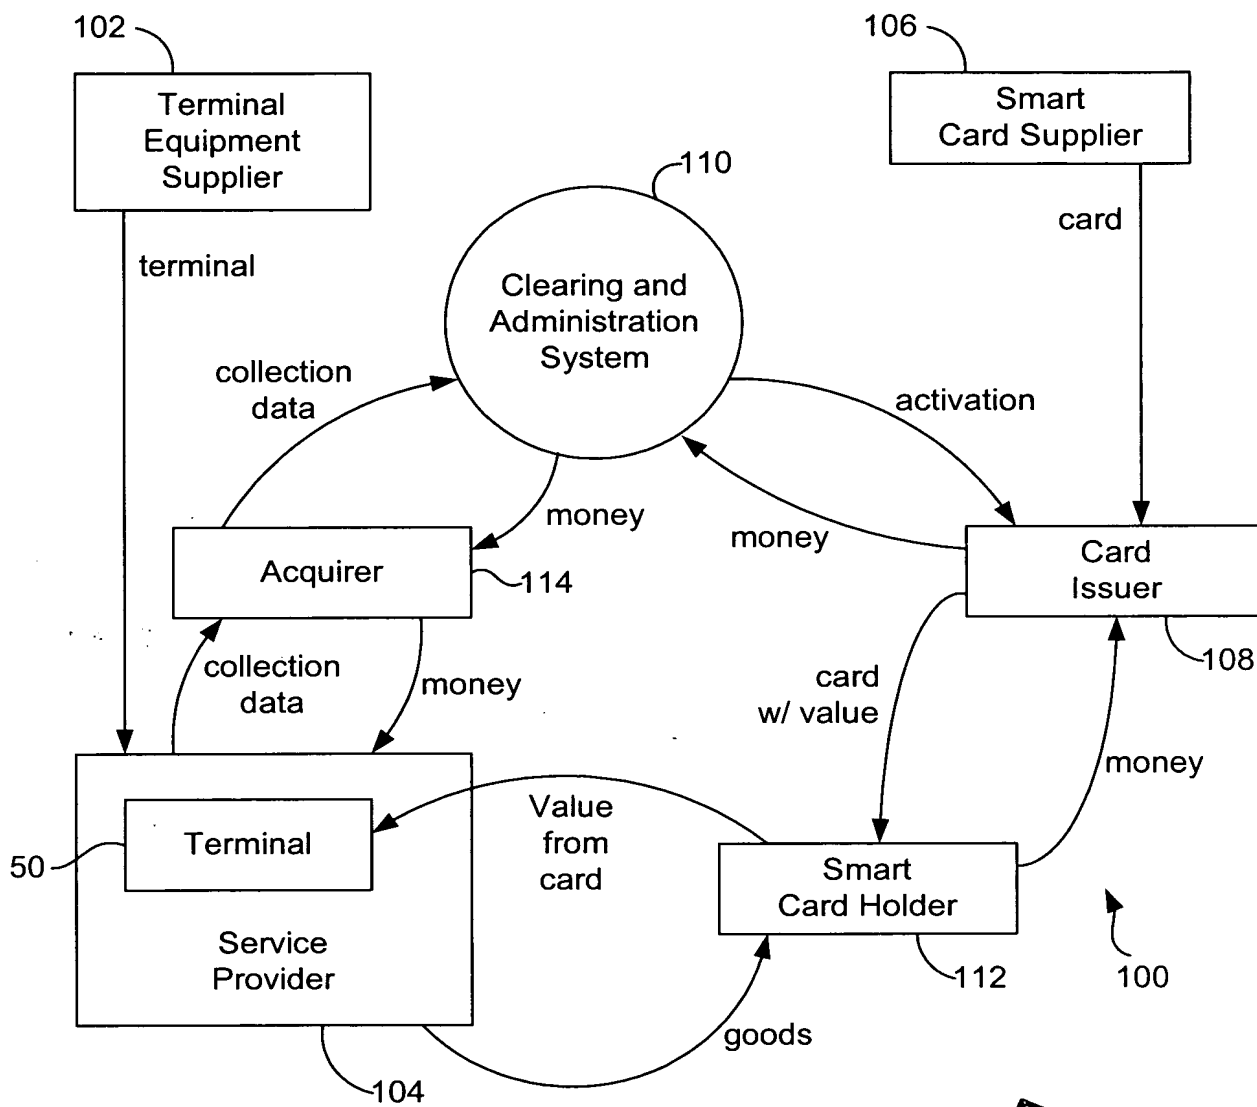 102
106
Terminal
Equipment
Supplier
Smart
Card Supplier
110
card
terminal
Clearing and
Administration
System
collection
data
activation
money
money
Acquirer
114
Card
Issuer
108
collection
data
money
card
w/ value
money
Value
from
card
Terminal
50
Smart
Card Holder
Service
Provider
112
100
goods
104